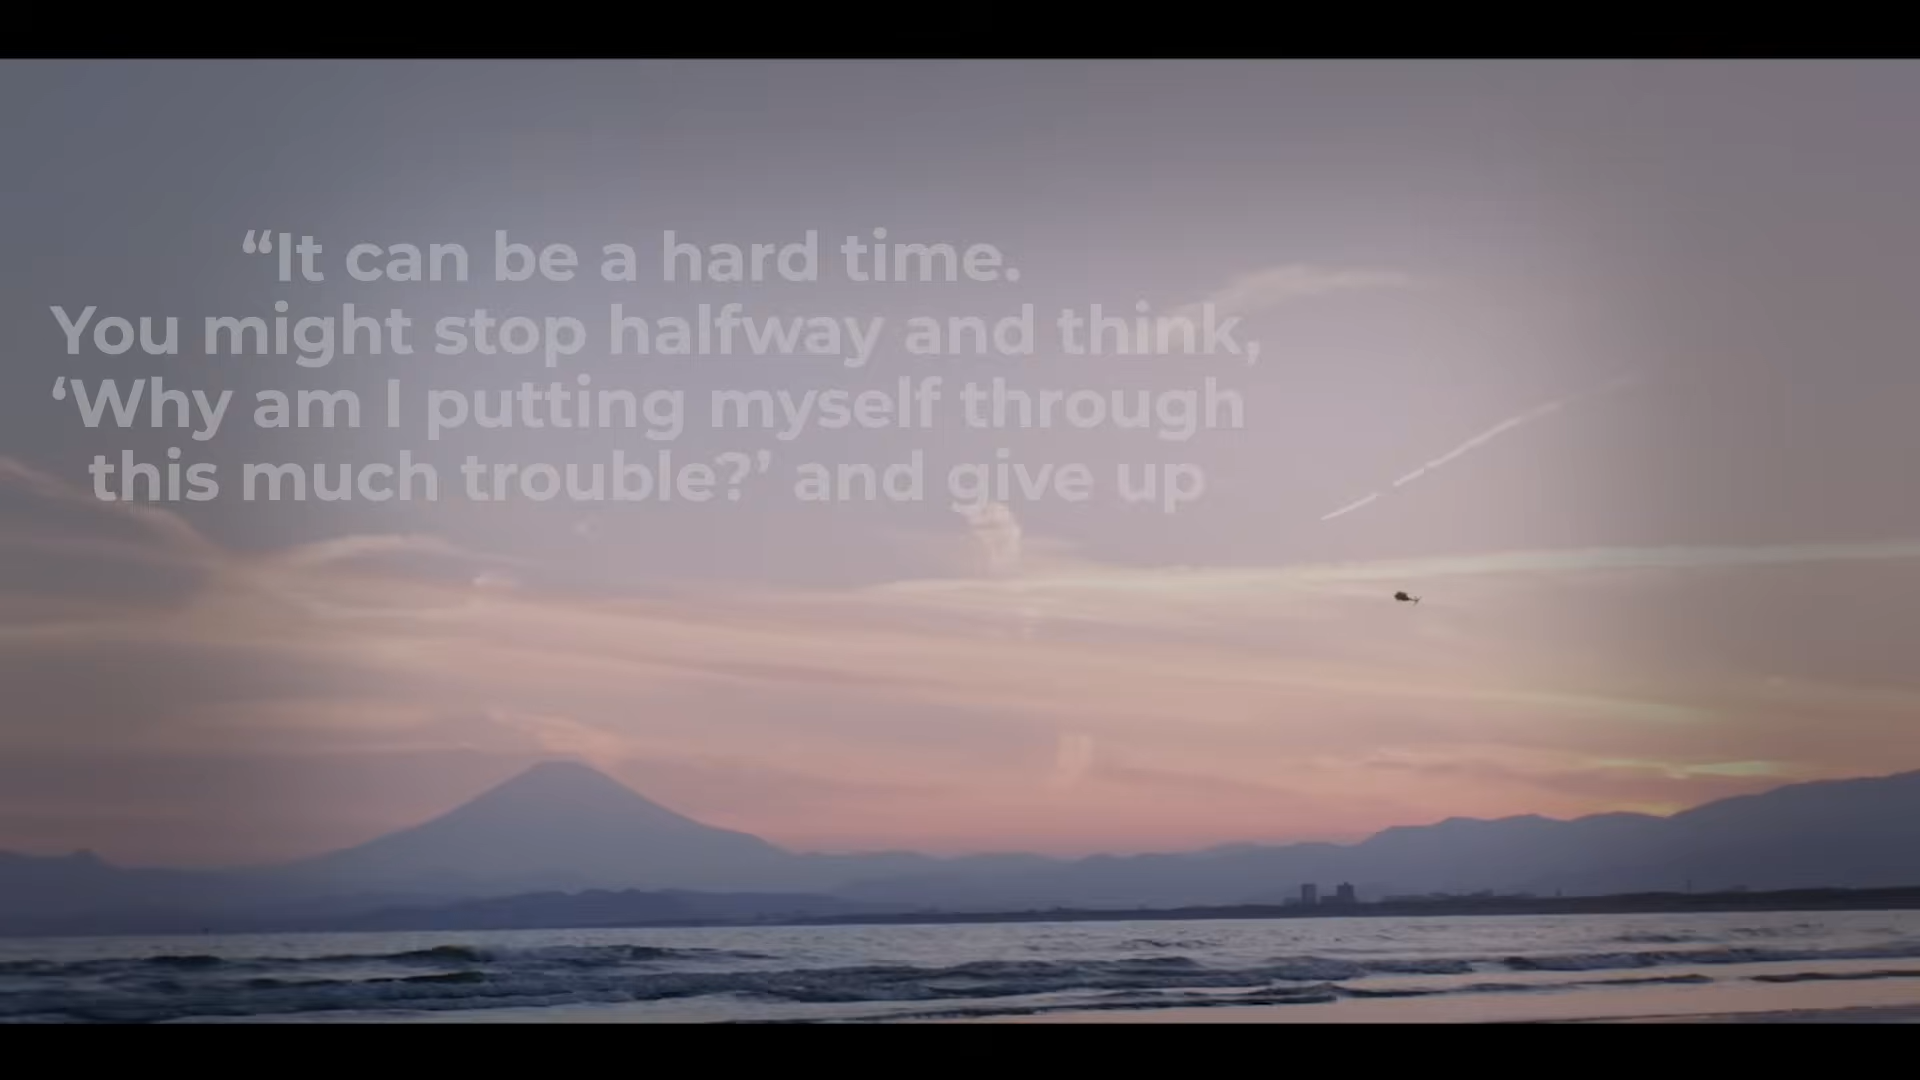 “It can be a hard time.
You might stop halfway and think,
‘Why am I putting myself through
this much trouble?’ and give up